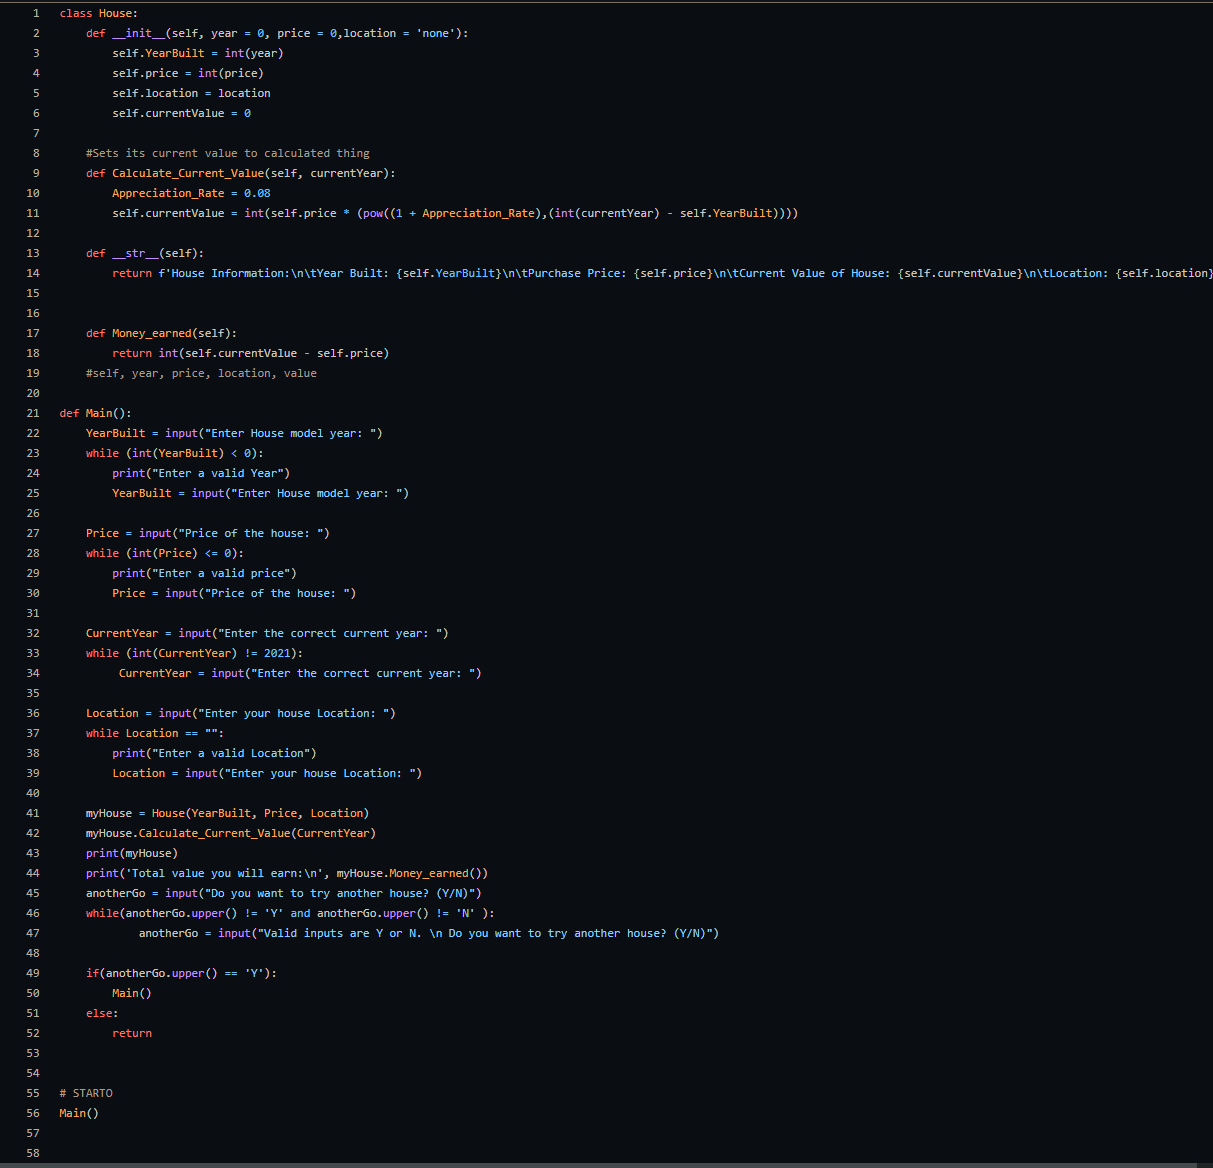 1 class House:
2     def __init__(self, year = 0, price = 0,location = 'none'):
3         self.YearBuilt = int(year)
4         self.price = int(price)
5         self.location = location
6         self.currentValue = 0
7
8     #Sets its current value to calculated thing
9     def Calculate_Current_Value(self, currentYear):
10         Appreciation_Rate = 0.08
11         self.currentValue = int(self.price * (pow((1 + Appreciation_Rate),(int(currentYear) - self.YearBuilt))))
12
13     def __str__(self):
14         return f'House Information:\n\tYear Built: {self.YearBuilt}\n\tPurchase Price: {self.price}\n\tCurrent Value of House: {self.currentValue}\n\tLocation: {self.location}
15
16
17     def Money_earned(self):
18         return int(self.currentValue - self.price)
19     #self, year, price, location, value
20
21 def Main():
22     YearBuilt = input("Enter House model year: ")
23     while (int(YearBuilt) < 0):
24         print("Enter a valid Year")
25         YearBuilt = input("Enter House model year: ")
26
27     Price = input("Price of the house: ")
28     while (int(Price) <= 0):
29         print("Enter a valid price")
30         Price = input("Price of the house: ")
31
32     CurrentYear = input("Enter the correct current year: ")
33     while (int(CurrentYear) != 2021):
34          CurrentYear = input("Enter the correct current year: ")
35
36     Location = input("Enter your house Location: ")
37     while Location == "":
38         print("Enter a valid Location")
39         Location = input("Enter your house Location: ")
40
41     myHouse = House(YearBuilt, Price, Location)
42     myHouse.Calculate_Current_Value(CurrentYear)
43     print(myHouse)
44     print('Total value you will earn:\n', myHouse.Money_earned())
45     anotherGo = input("Do you want to try another house? (Y/N)")
46     while(anotherGo.upper() != 'Y' and anotherGo.upper() != 'N' ):
47             anotherGo = input("Valid inputs are Y or N. \n Do you want to try another house? (Y/N)")
48
49     if(anotherGo.upper() == 'Y'):
50         Main()
51     else:
52         return
53
54
55 # STARTO
56 Main()
57
58